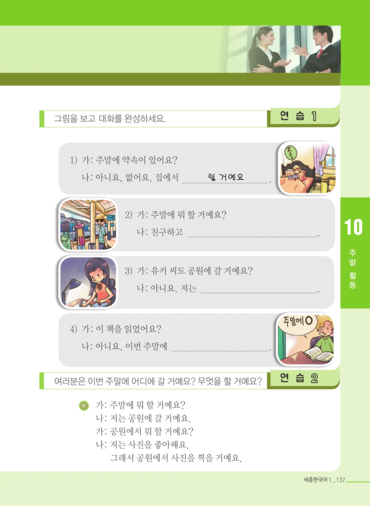 그림을 보고 대화를 완성하세요.
연 습 1
1) 가: 주말에 약속이 있어요?
나: 아니요, 없어요. 집에서 쉴 거예요.
2) 가: 주말에 뭐 할 거예요?
나: 친구하고 .
3) 가: 유키 씨도 공원에 갈 거예요?
나: 아니요. 저는 .
주말에 O
4) 가: 이 책을 읽었어요?
나: 아니요. 이번 주말에 .
10
주말 활동
여러분은 이번 주말에 어디에 갈 거예요? 무엇을 할 거예요?
연 습 2
가: 주말에 뭐 할 거예요?
나: 저는 공원에 갈 거예요.
가: 공원에서 뭐 할 거예요?
나: 저는 사진을 좋아해요.
그래서 공원에서 사진을 찍을 거예요.
세종한국어 1_ 137